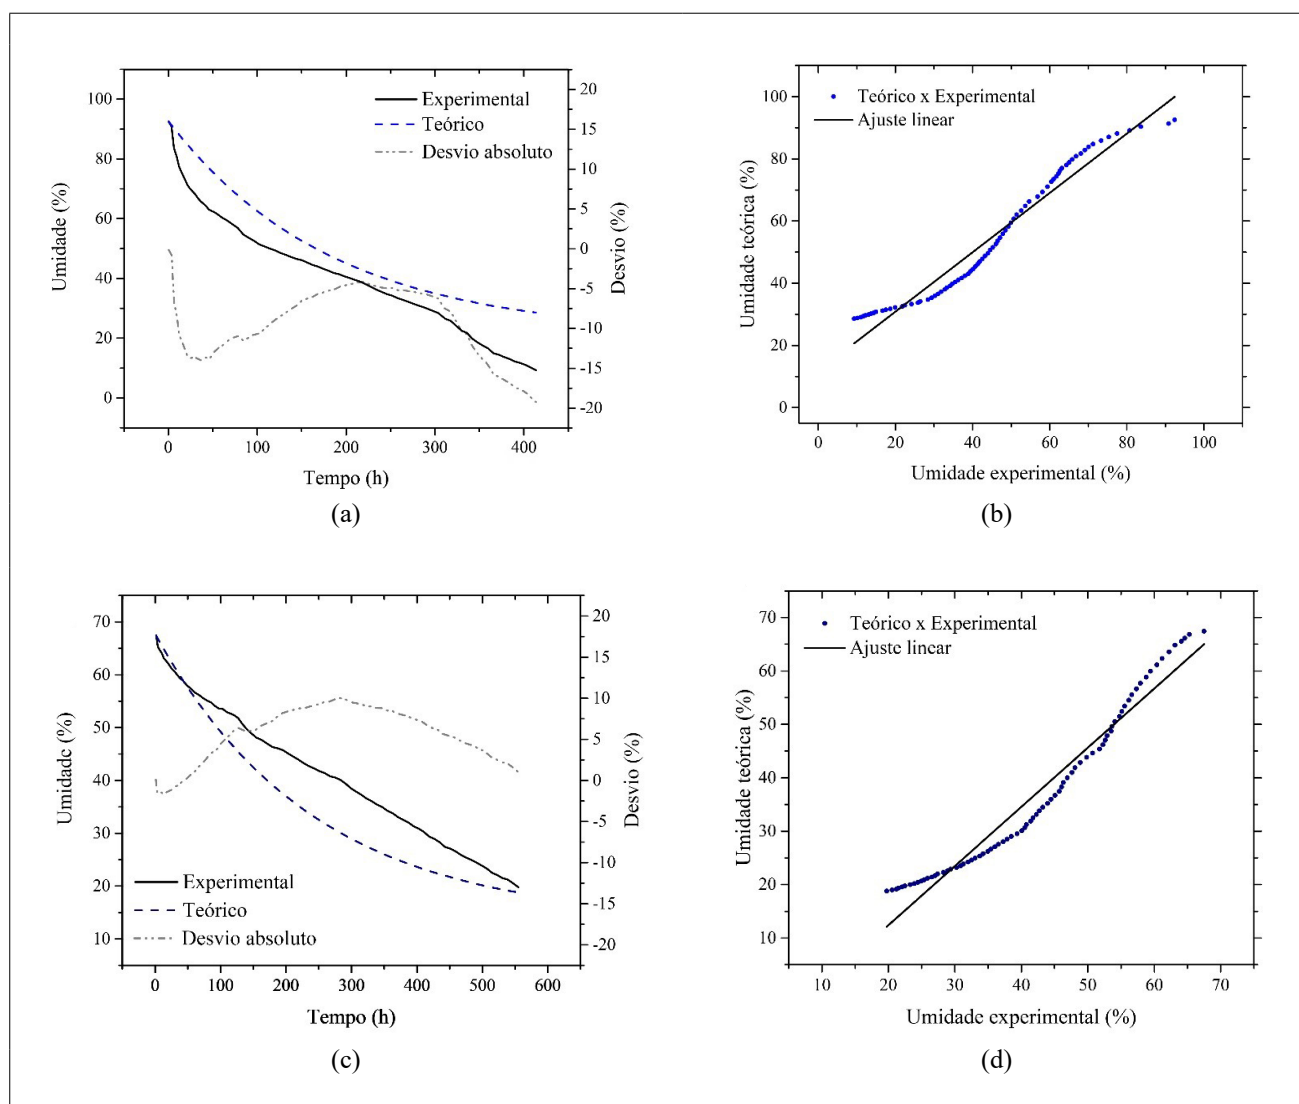 Experimental
Teórico
Desvio absoluto
Umidade (%)
100
80
60
40
20
0
20
15
10
5
0
-5
-10
-15
-20
Desvio (%)
0 100 200 300 400
Tempo (h)
(a)
Teórico x Experimental
Ajuste linear
Umidade teórica (%)
100
80
60
40
20
0
0 20 40 60 80 100
Umidade experimental (%)
(b)
Umidade (%)
70
60
50
40
30
20
10
20
15
10
5
0
-5
-10
-15
-20
Desvio (%)
Experimental
Teórico
Desvio absoluto
0 100 200 300 400 500 600
Tempo (h)
(c)
Teórico x Experimental
Ajuste linear
Umidade teórica (%)
70
60
50
40
30
20
10
10 20 30 40 50 60 70
Umidade experimental (%)
(d)